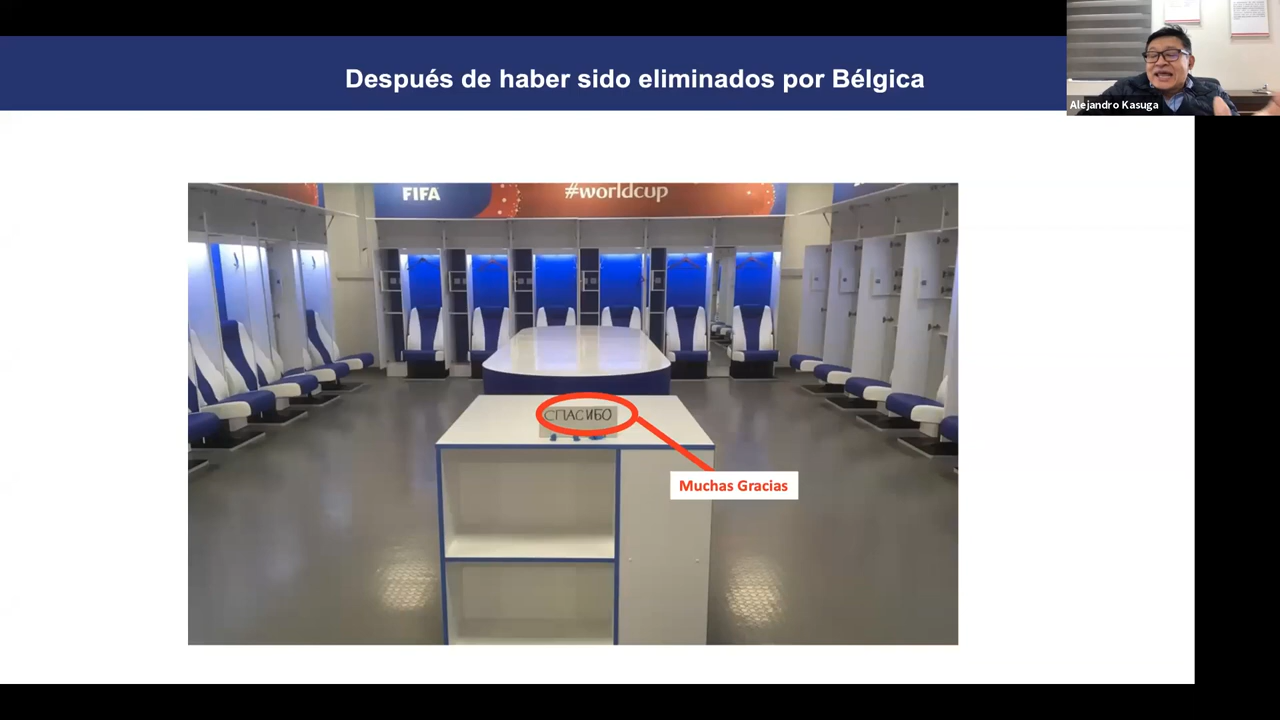 Después de haber sido eliminados por Bélgica
Alejandro Kasuga
FIFA
#worldcup
СПАСИБО
Muchas Gracias